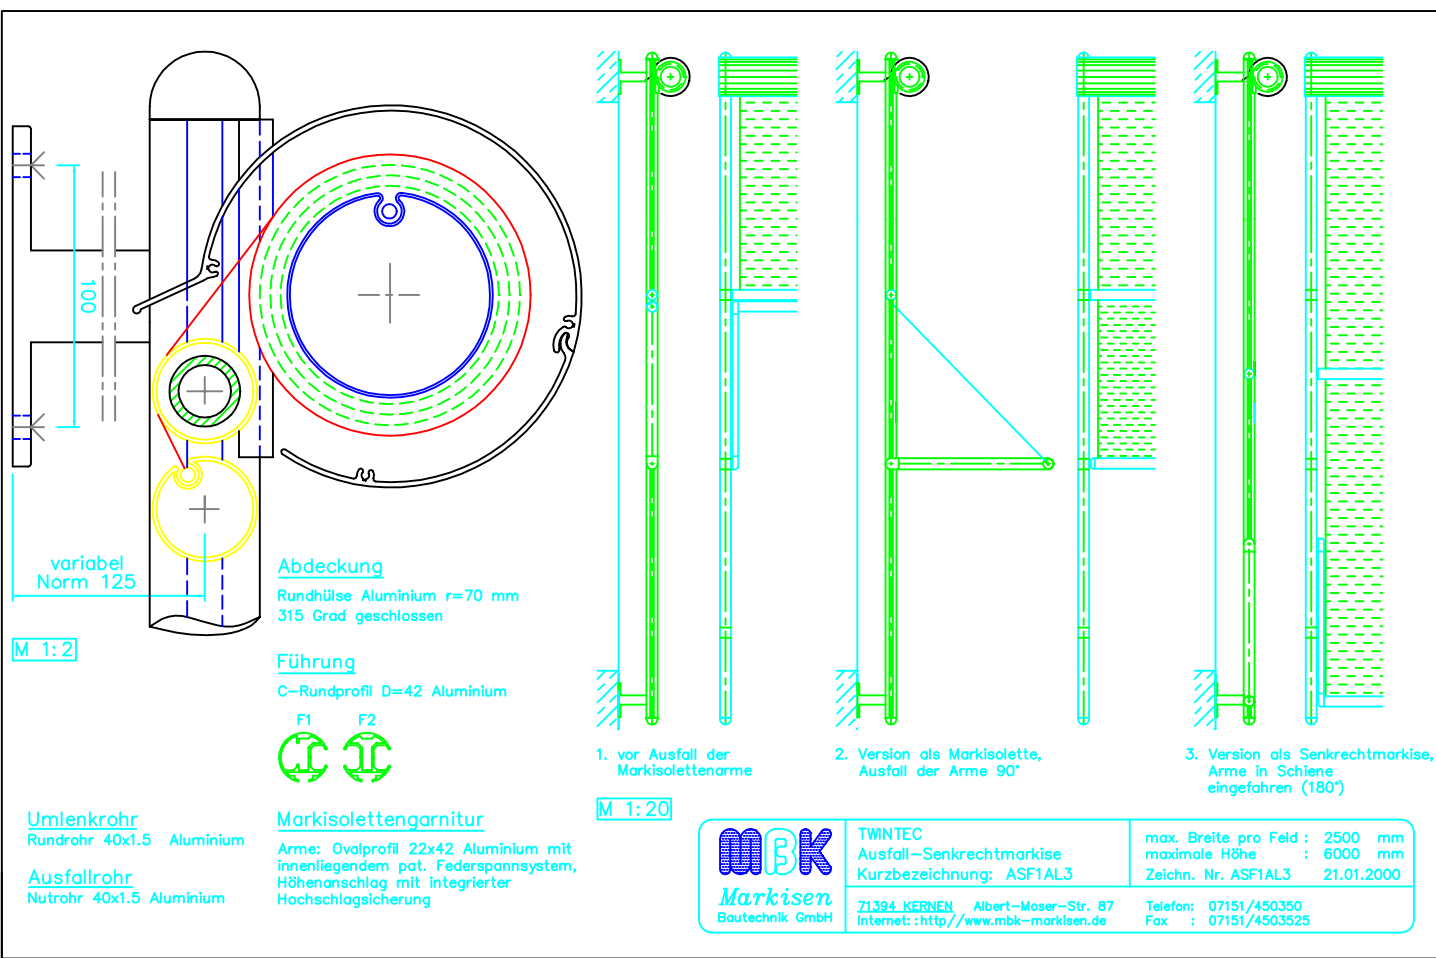 100
variabel
Norm 125
M 1:2
Abdeckung
Rundhülse Aluminium r=70 mm
315 Grad geschlossen
Führung
C-Rundprofil D=42 Aluminium
F1 F2
Umlenkrohr
Rundrohr 40x1.5 Aluminium
Ausfallrohr
Nutrohr 40x1.5 Aluminium
Markisolettengarnitur
Arme: Ovalprofil 22x42 Aluminium mit
innenliegendem pat. Federspannsystem,
Höhenanschlag mit integrierter
Hochschlagsicherung
1. vor Ausfall der
Markisolettenarme
2. Version als Markisolette,
Ausfall der Arme 90°
3. Version als Senkrechtmarkise,
Arme in Schiene
eingefahren (180°)
M 1:20
MBK
Markisen
Bautechnik GmbH
TWINTEC
Ausfall-Senkrechtmarkise
Kurzbezeichnung: ASF1AL3
max. Breite pro Feld : 2500 mm
maximale Höhe : 6000 mm
Zeichn. Nr. ASF1AL3 21.01.2000
71394 KERNEN Albert-Moser-Str. 87
Internet: :http//www.mbk-markisen.de
Telefon: 07151/450350
Fax : 07151/4503525